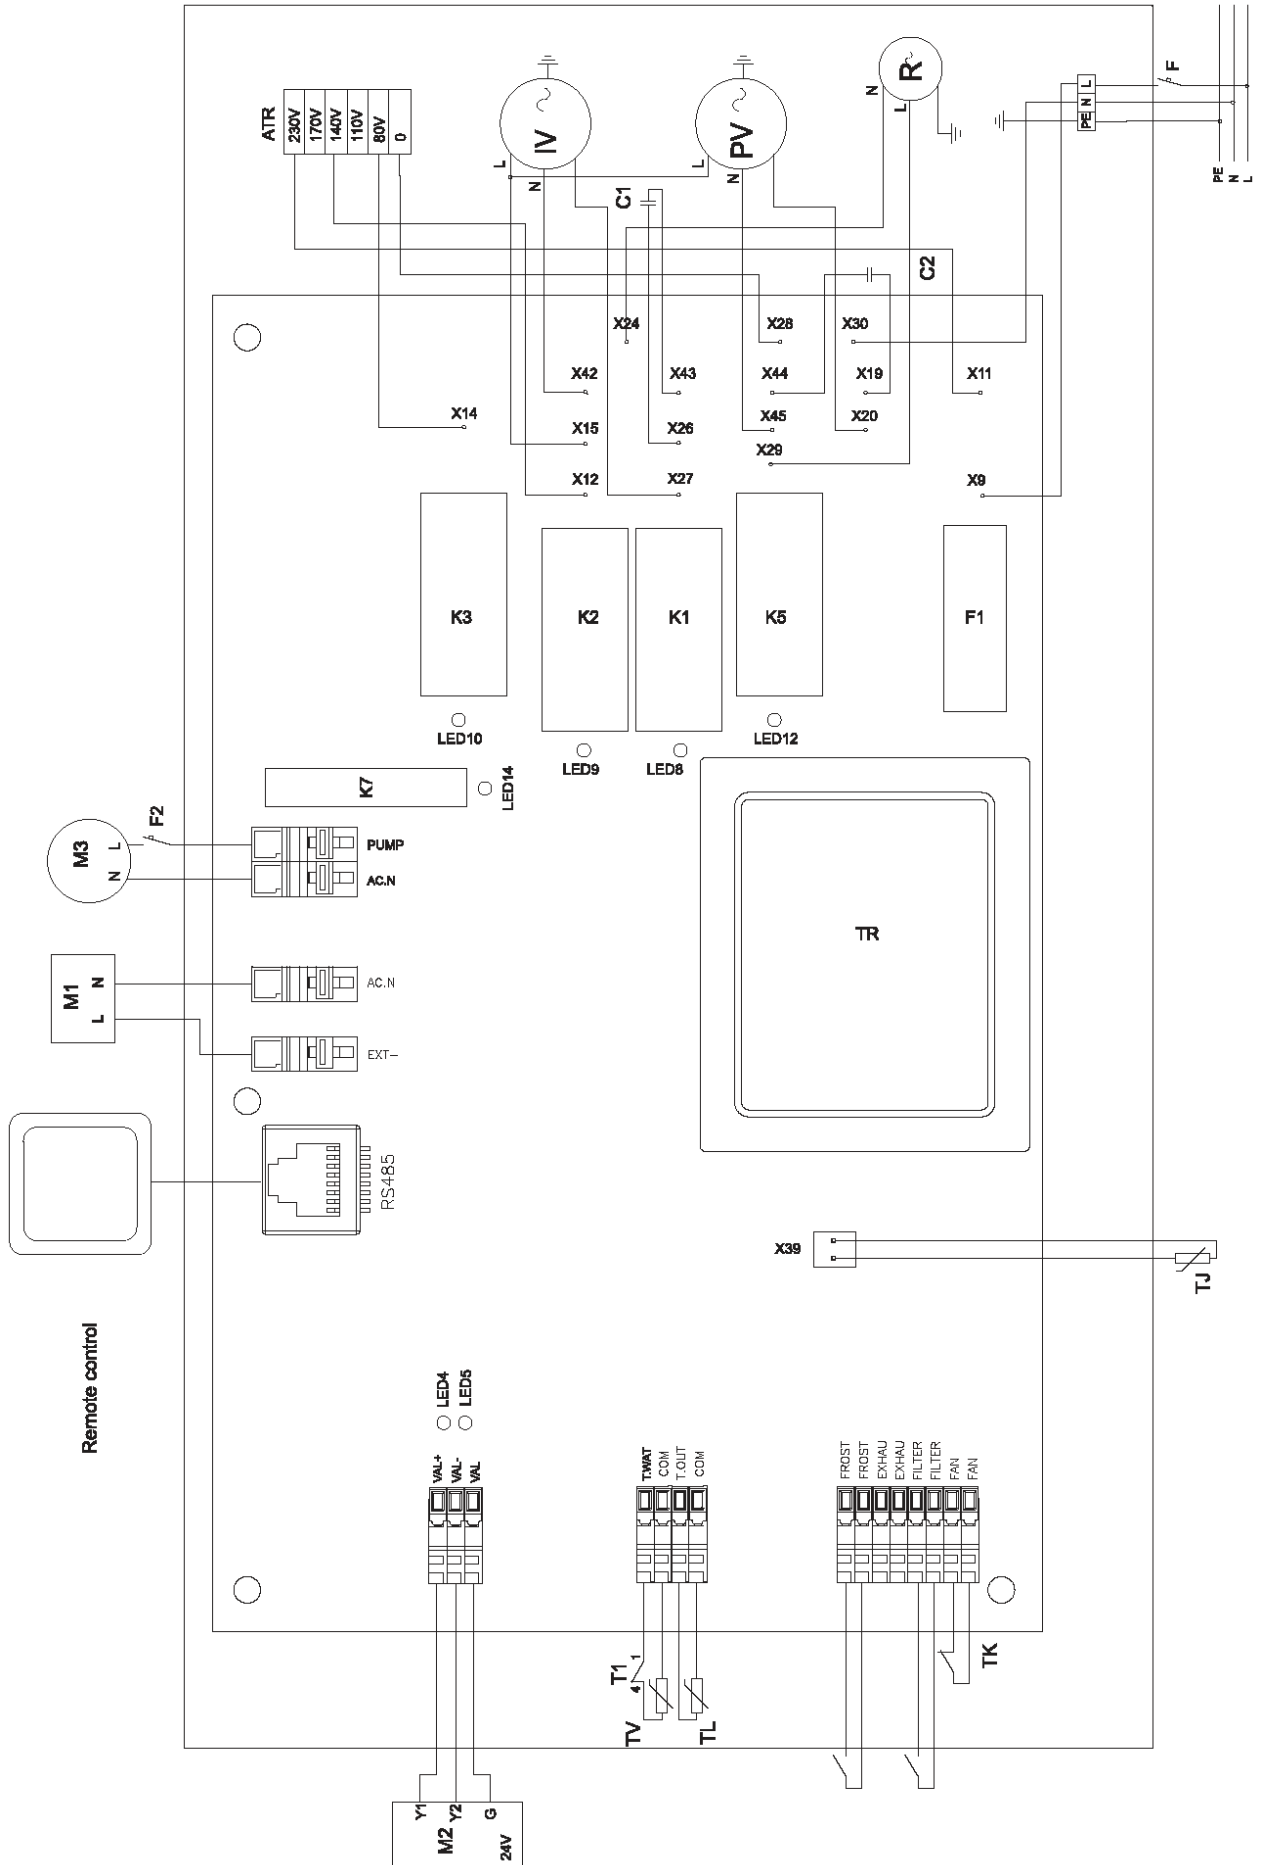 ATR
230V
170V
140V
110V
80V
0
IV
L
N
PV
L
N
R
N
L
F
L
N
PE
PE
N
L
C1
C2
X24
X28
X30
X42
X43
X44
X19
X11
X14
X15
X26
X45
X20
X29
X12
X27
X9
K3
K2
K1
K5
F1
LED10
LED9
LED8
LED12
K7
LED14
M3
L
N
F2
PUMP
AC.N
M1
N
L
AC.N
EXT–
TR
RS485
Remote control
X39
TJ
LED4
LED5
VAL+
VAL-
VAL
T.WAT
COM
T.OUT
COM
FROST
FROST
EXHAU
EXHAU
FILTER
FILTER
FAN
FAN
T1
1
4
TV
TL
TK
M2
Y1
Y2
G
24V